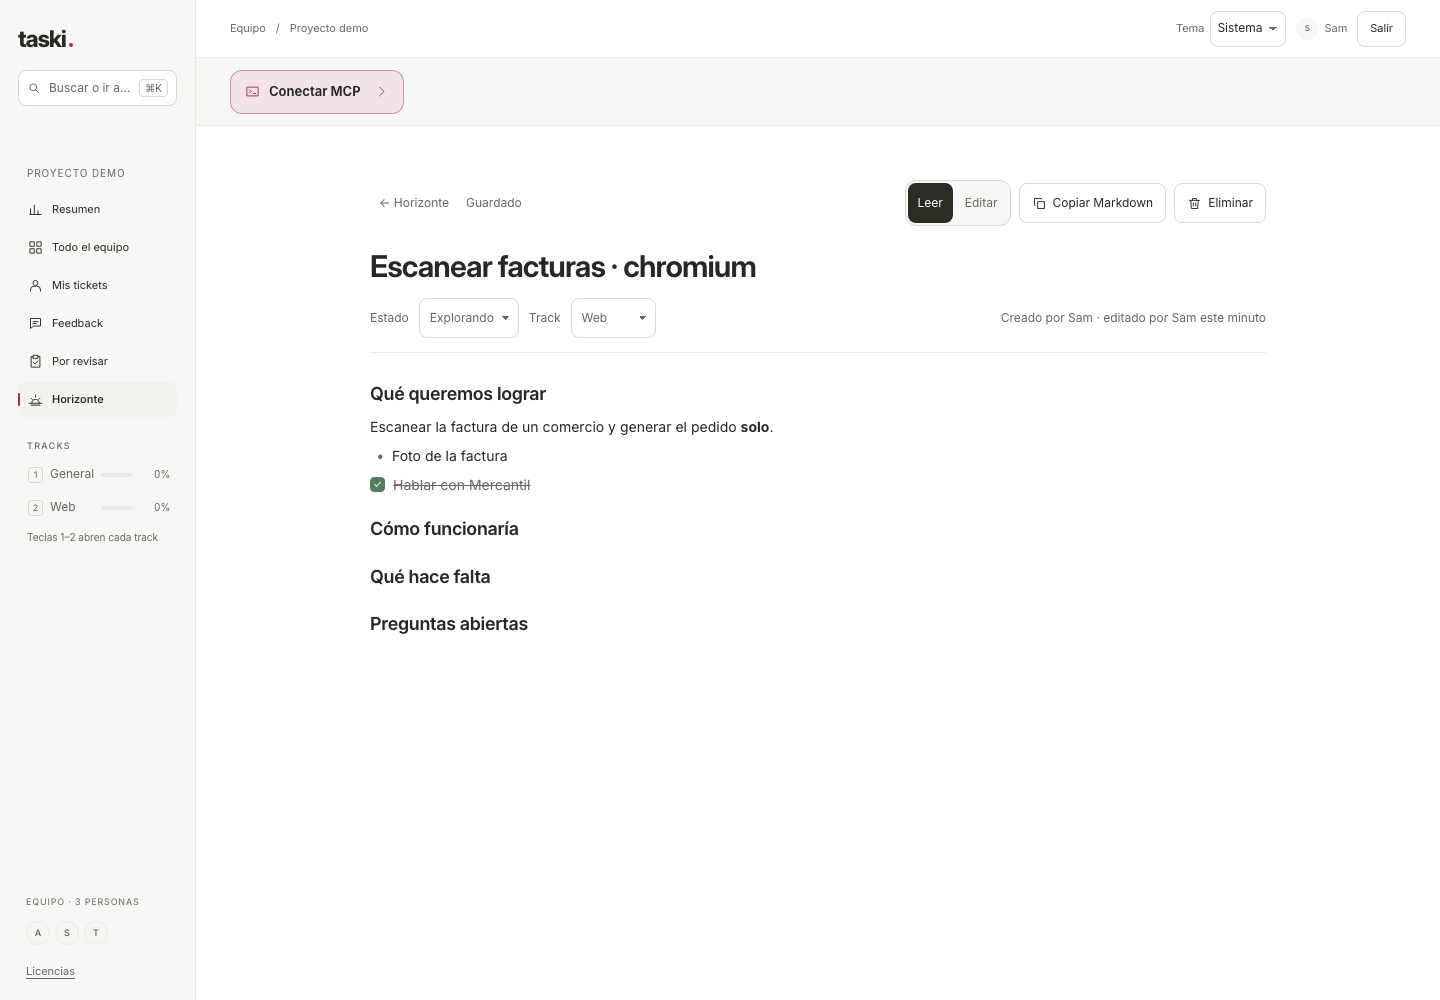 taski.
Buscar o ir a... ⌘K
PROYECTO DEMO
Resumen
Todo el equipo
Mis tickets
Feedback
Por revisar
Horizonte
TRACKS
1 General 0%
2 Web 0%
Teclas 1–2 abren cada track
EQUIPO · 3 PERSONAS
A S T
Licencias
Equipo / Proyecto demo
Tema Sistema S Sam Salir
Conectar MCP
← Horizonte Guardado
Leer Editar Copiar Markdown Eliminar
Escanear facturas · chromium
Estado Explorando Track Web
Creado por Sam · editado por Sam este minuto
Qué queremos lograr
Escanear la factura de un comercio y generar el pedido solo.
• Foto de la factura
Hablar con Mercantil
Cómo funcionaría
Qué hace falta
Preguntas abiertas